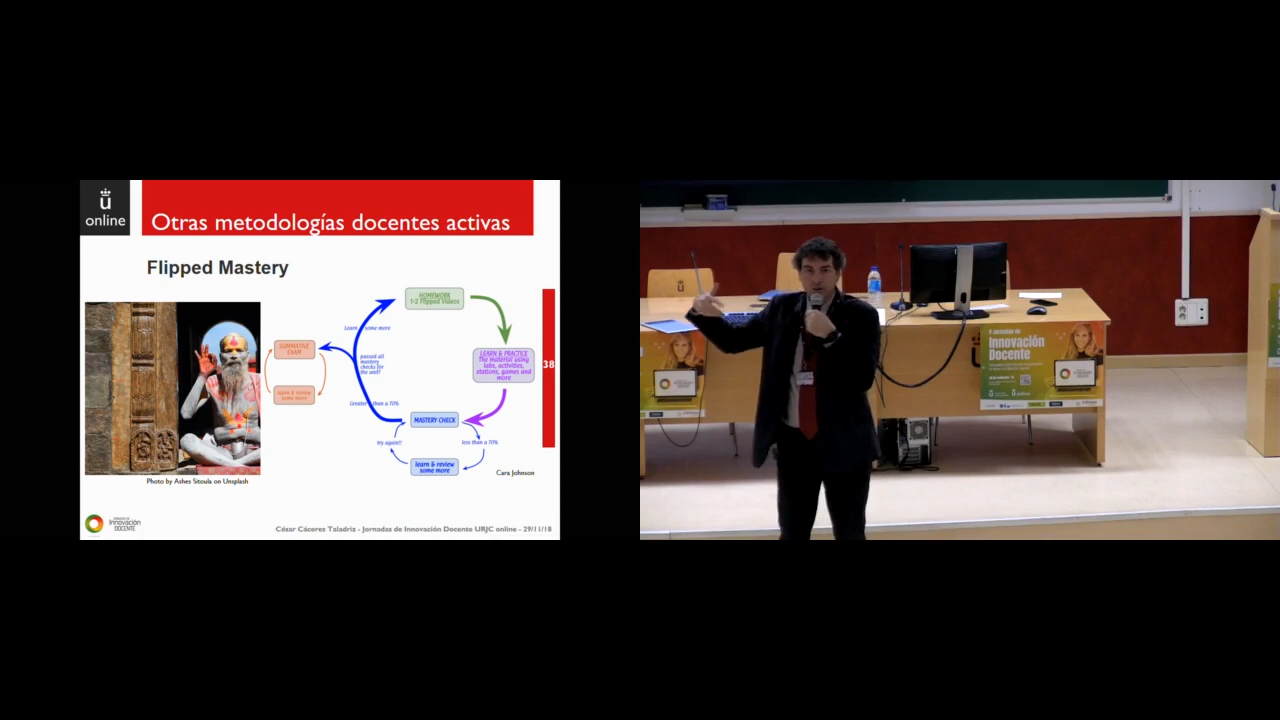 ü
online
Otras metodologías docentes activas
Flipped Mastery
HOMEWORK
1-2 Flipped Videos
Learn some more
SUMMATIVE
EXAM
passed all
mastery
checks for
the unit?
LEARN & PRACTICE
The material using
labs, activities,
stations, games and
more
38
learn & review
some more
Greater than a 70%
MASTERY CHECK
try again!!
less than a 70%
learn & review
some more
Cara Johnson
Photo by Ashes Sitoula on Unsplash
Innovación
DOCENTE
César Cáceres Taladriz - Jornadas de Innovación Docente URJC online - 29/11/18
II Jornada de
Innovación
Docente